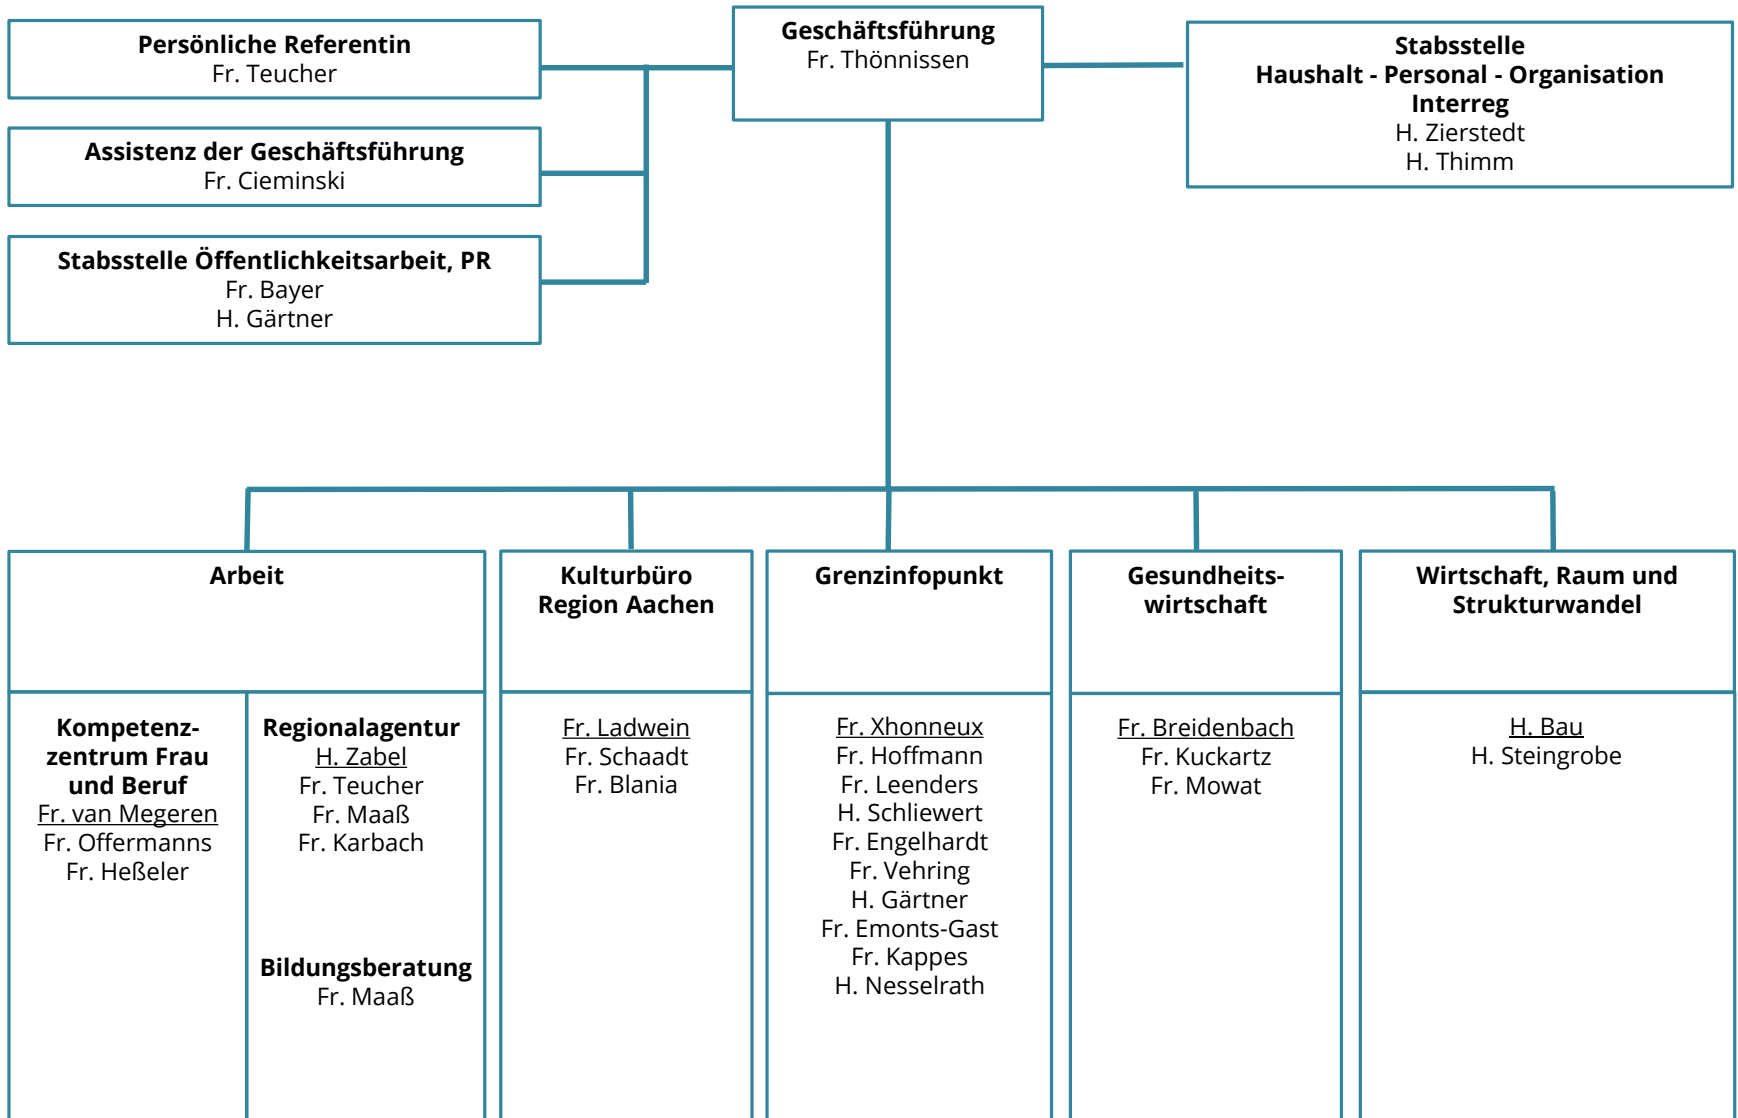 Persönliche Referentin
Fr. Teucher
Assistenz der Geschäftsführung
Fr. Cieminski
Stabsstelle Öffentlichkeitsarbeit, PR
Fr. Bayer
H. Gärtner
Geschäftsführung
Fr. Thönnissen
Stabsstelle
Haushalt - Personal - Organisation
Interreg
H. Zierstedt
H. Thimm
Arbeit
Kompetenz-
zentrum Frau
und Beruf
Fr. van Megeren
Fr. Offermanns
Fr. Heßeler
Regionalagentur
H. Zabel
Fr. Teucher
Fr. Maaß
Fr. Karbach
Bildungsberatung
Fr. Maaß
Kulturbüro
Region Aachen
Fr. Ladwein
Fr. Schaadt
Fr. Blania
Grenzinfopunkt
Fr. Xhonneux
Fr. Hoffmann
Fr. Leenders
H. Schliewert
Fr. Engelhardt
Fr. Vehring
H. Gärtner
Fr. Emonts-Gast
Fr. Kappes
H. Nesselrath
Gesundheits-
wirtschaft
Fr. Breidenbach
Fr. Kuckartz
Fr. Mowat
Wirtschaft, Raum und
Strukturwandel
H. Bau
H. Steingrobe